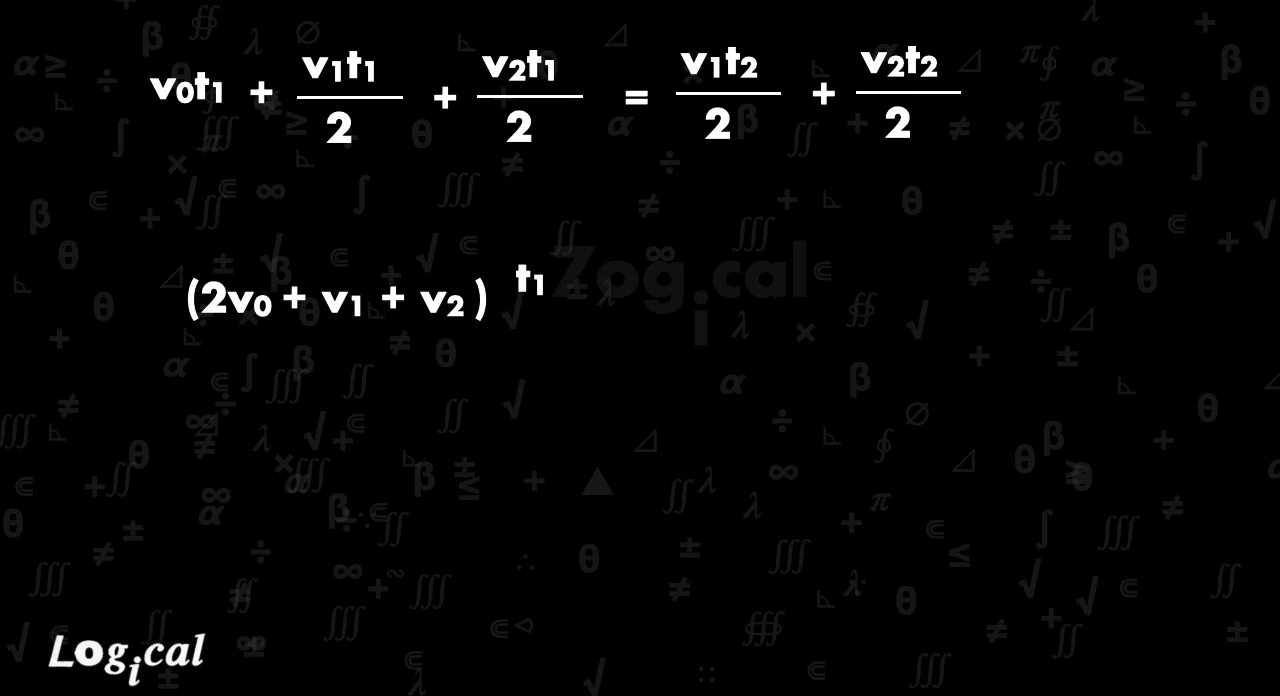 v₀t₁ + v₁t₁/2 + v₂t₁/2 = v₁t₂/2 + v₂t₂/2
(2v₀ + v₁ + v₂) t₁
Logical